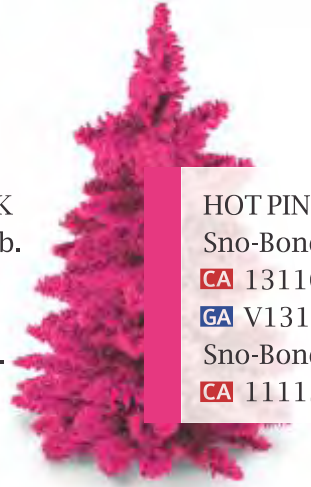 K
b.
.
HOT PIN
Sno-Bon
CA 1311
GA V131
Sno-Bon
CA 1111